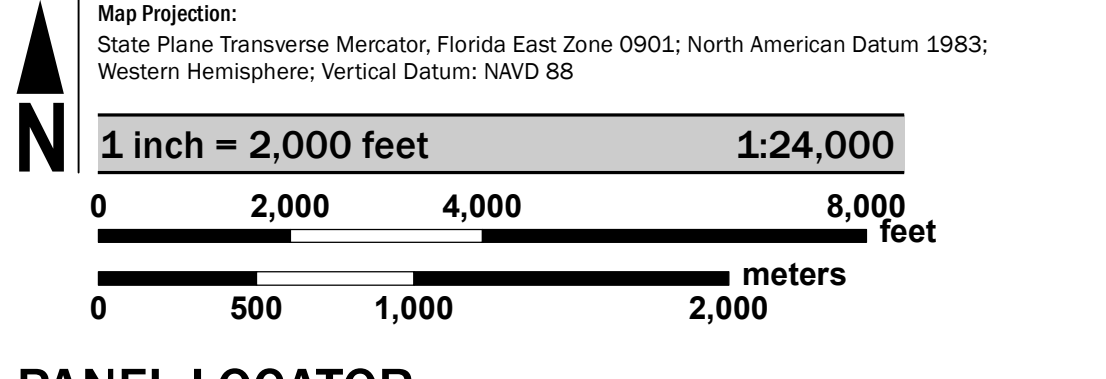 Map Projection:
State Plane Transverse Mercator, Florida East Zone 0901; North American Datum 1983;
Western Hemisphere; Vertical Datum: NAVD 88
N
1 inch = 2,000 feet 1:24,000
0 2,000 4,000 8,000
feet
meters
0 500 1,000 2,000
PANEL LOCATOR